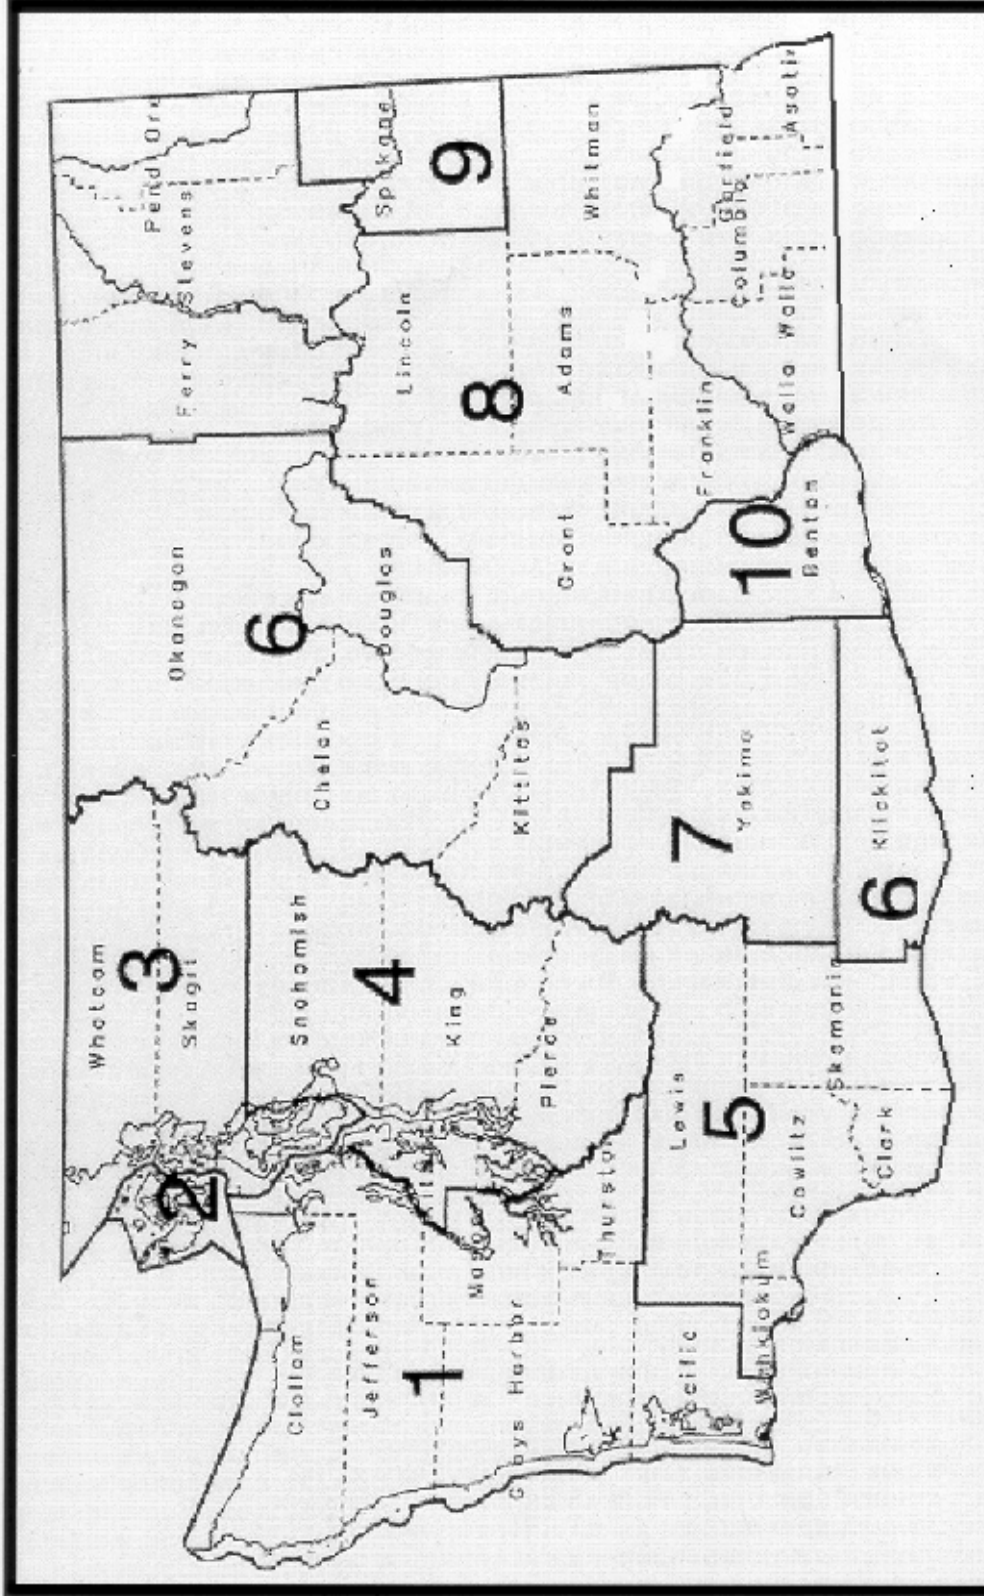 Whatcom
Okanogan
Pend Ore
3
Ferry
Stevens
Skagit
2
6
Clallam
Snohomish
Chelan
Jefferson
4
Douglas
Lincoln
Spokane
1
King
9
Mason
8
Grays Harbor
Pierce
Kittitas
Grant
Adams
Whitman
Thurston
Pacific
Lewis
7
Franklin
Garfield
5
Yakima
10
Columbia
Wahkiakum
Cowlitz
Benton
Walla Walla
Asotin
Skamania
Clark
6
Klickitat